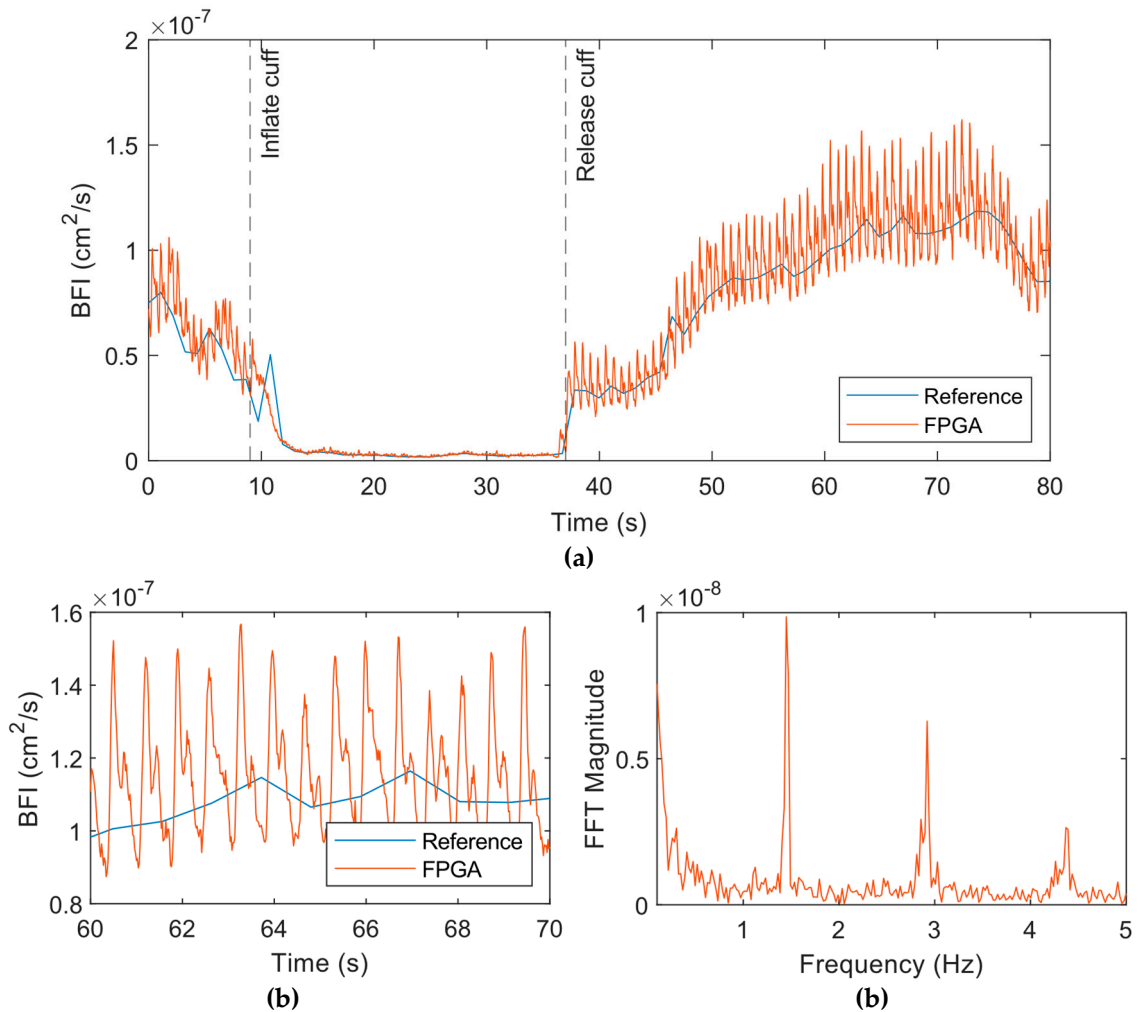 ×10⁻⁷
2
1.5
1
0.5
0
BFI (cm²/s)
Inflate cuff
Release cuff
Reference
FPGA
0 10 20 30 40 50 60 70 80
Time (s)
(a)
×10⁻⁷
1.6
1.4
1.2
1
0.8
BFI (cm²/s)
Reference
FPGA
60 62 64 66 68 70
Time (s)
(b)
×10⁻⁸
1
0.5
0
FFT Magnitude
1 2 3 4 5
Frequency (Hz)
(b)